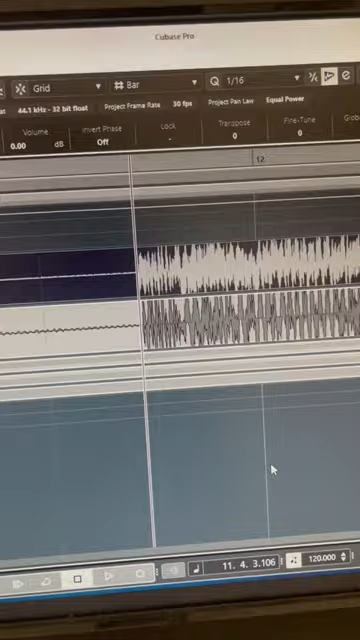 Cubase Pro
Grid Bar Q 1/16
44.1 kHz - 32 bit float Project Frame Rate 30 fps Project Pan Law Equal Power
Volume Invert Phase Lock Transpose Fine-Tune
0.00 dB Off - 0 0
12
11. 4. 3.106 120.000